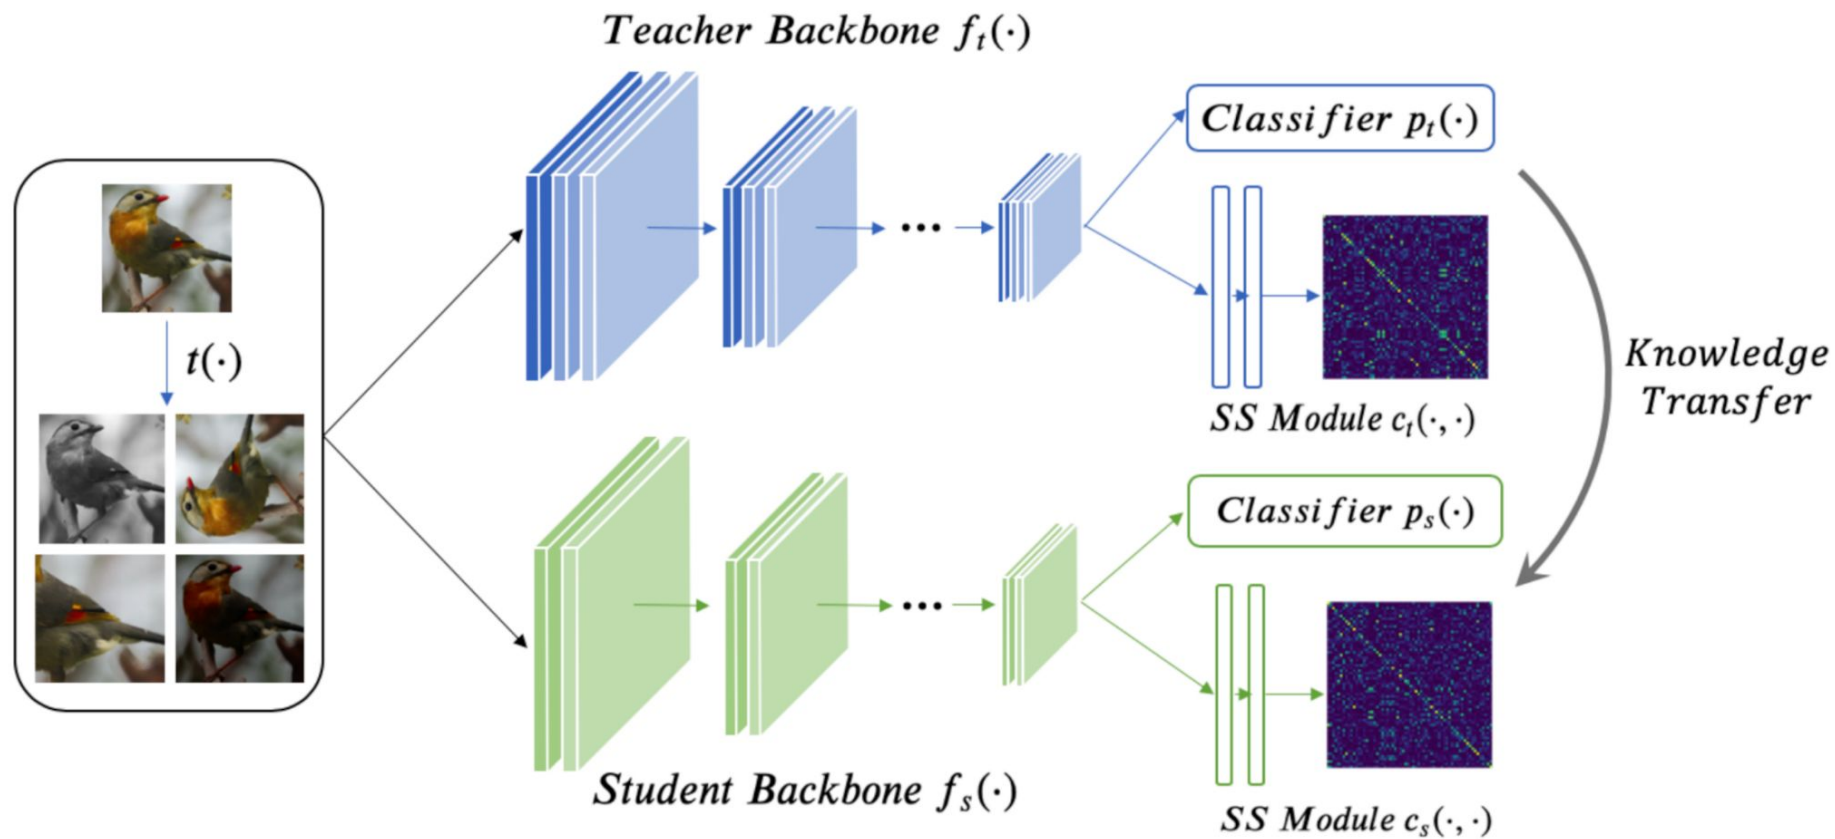 Teacher Backbone f_t(·)
Classifier p_t(·)
t(·)
SS Module c_t(·,·)
Knowledge
Transfer
Classifier p_s(·)
Student Backbone f_s(·)
SS Module c_s(·,·)